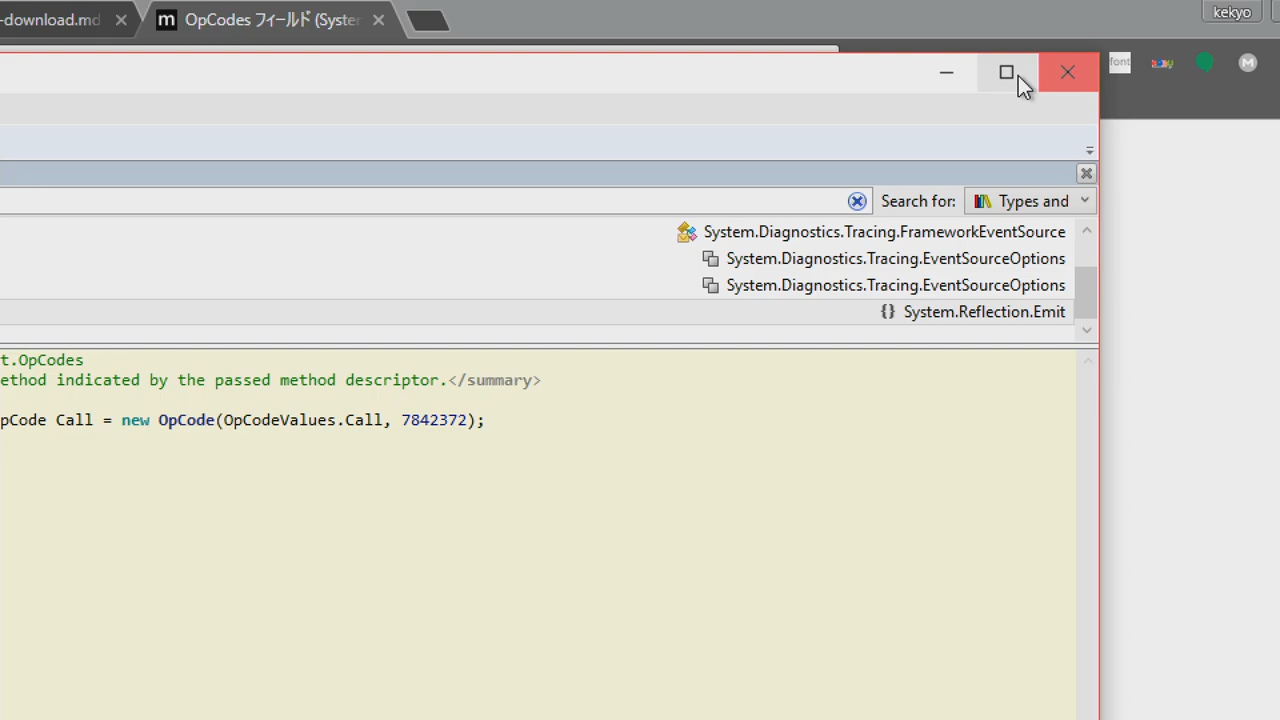 -download.md
m OpCodes フィールド (Syster
kekyo
font
ebay
M
Search for: Types and
System.Diagnostics.Tracing.FrameworkEventSource
System.Diagnostics.Tracing.EventSourceOptions
System.Diagnostics.Tracing.EventSourceOptions
{} System.Reflection.Emit
t.OpCodes
ethod indicated by the passed method descriptor.</summary>
pCode Call = new OpCode(OpCodeValues.Call, 7842372);